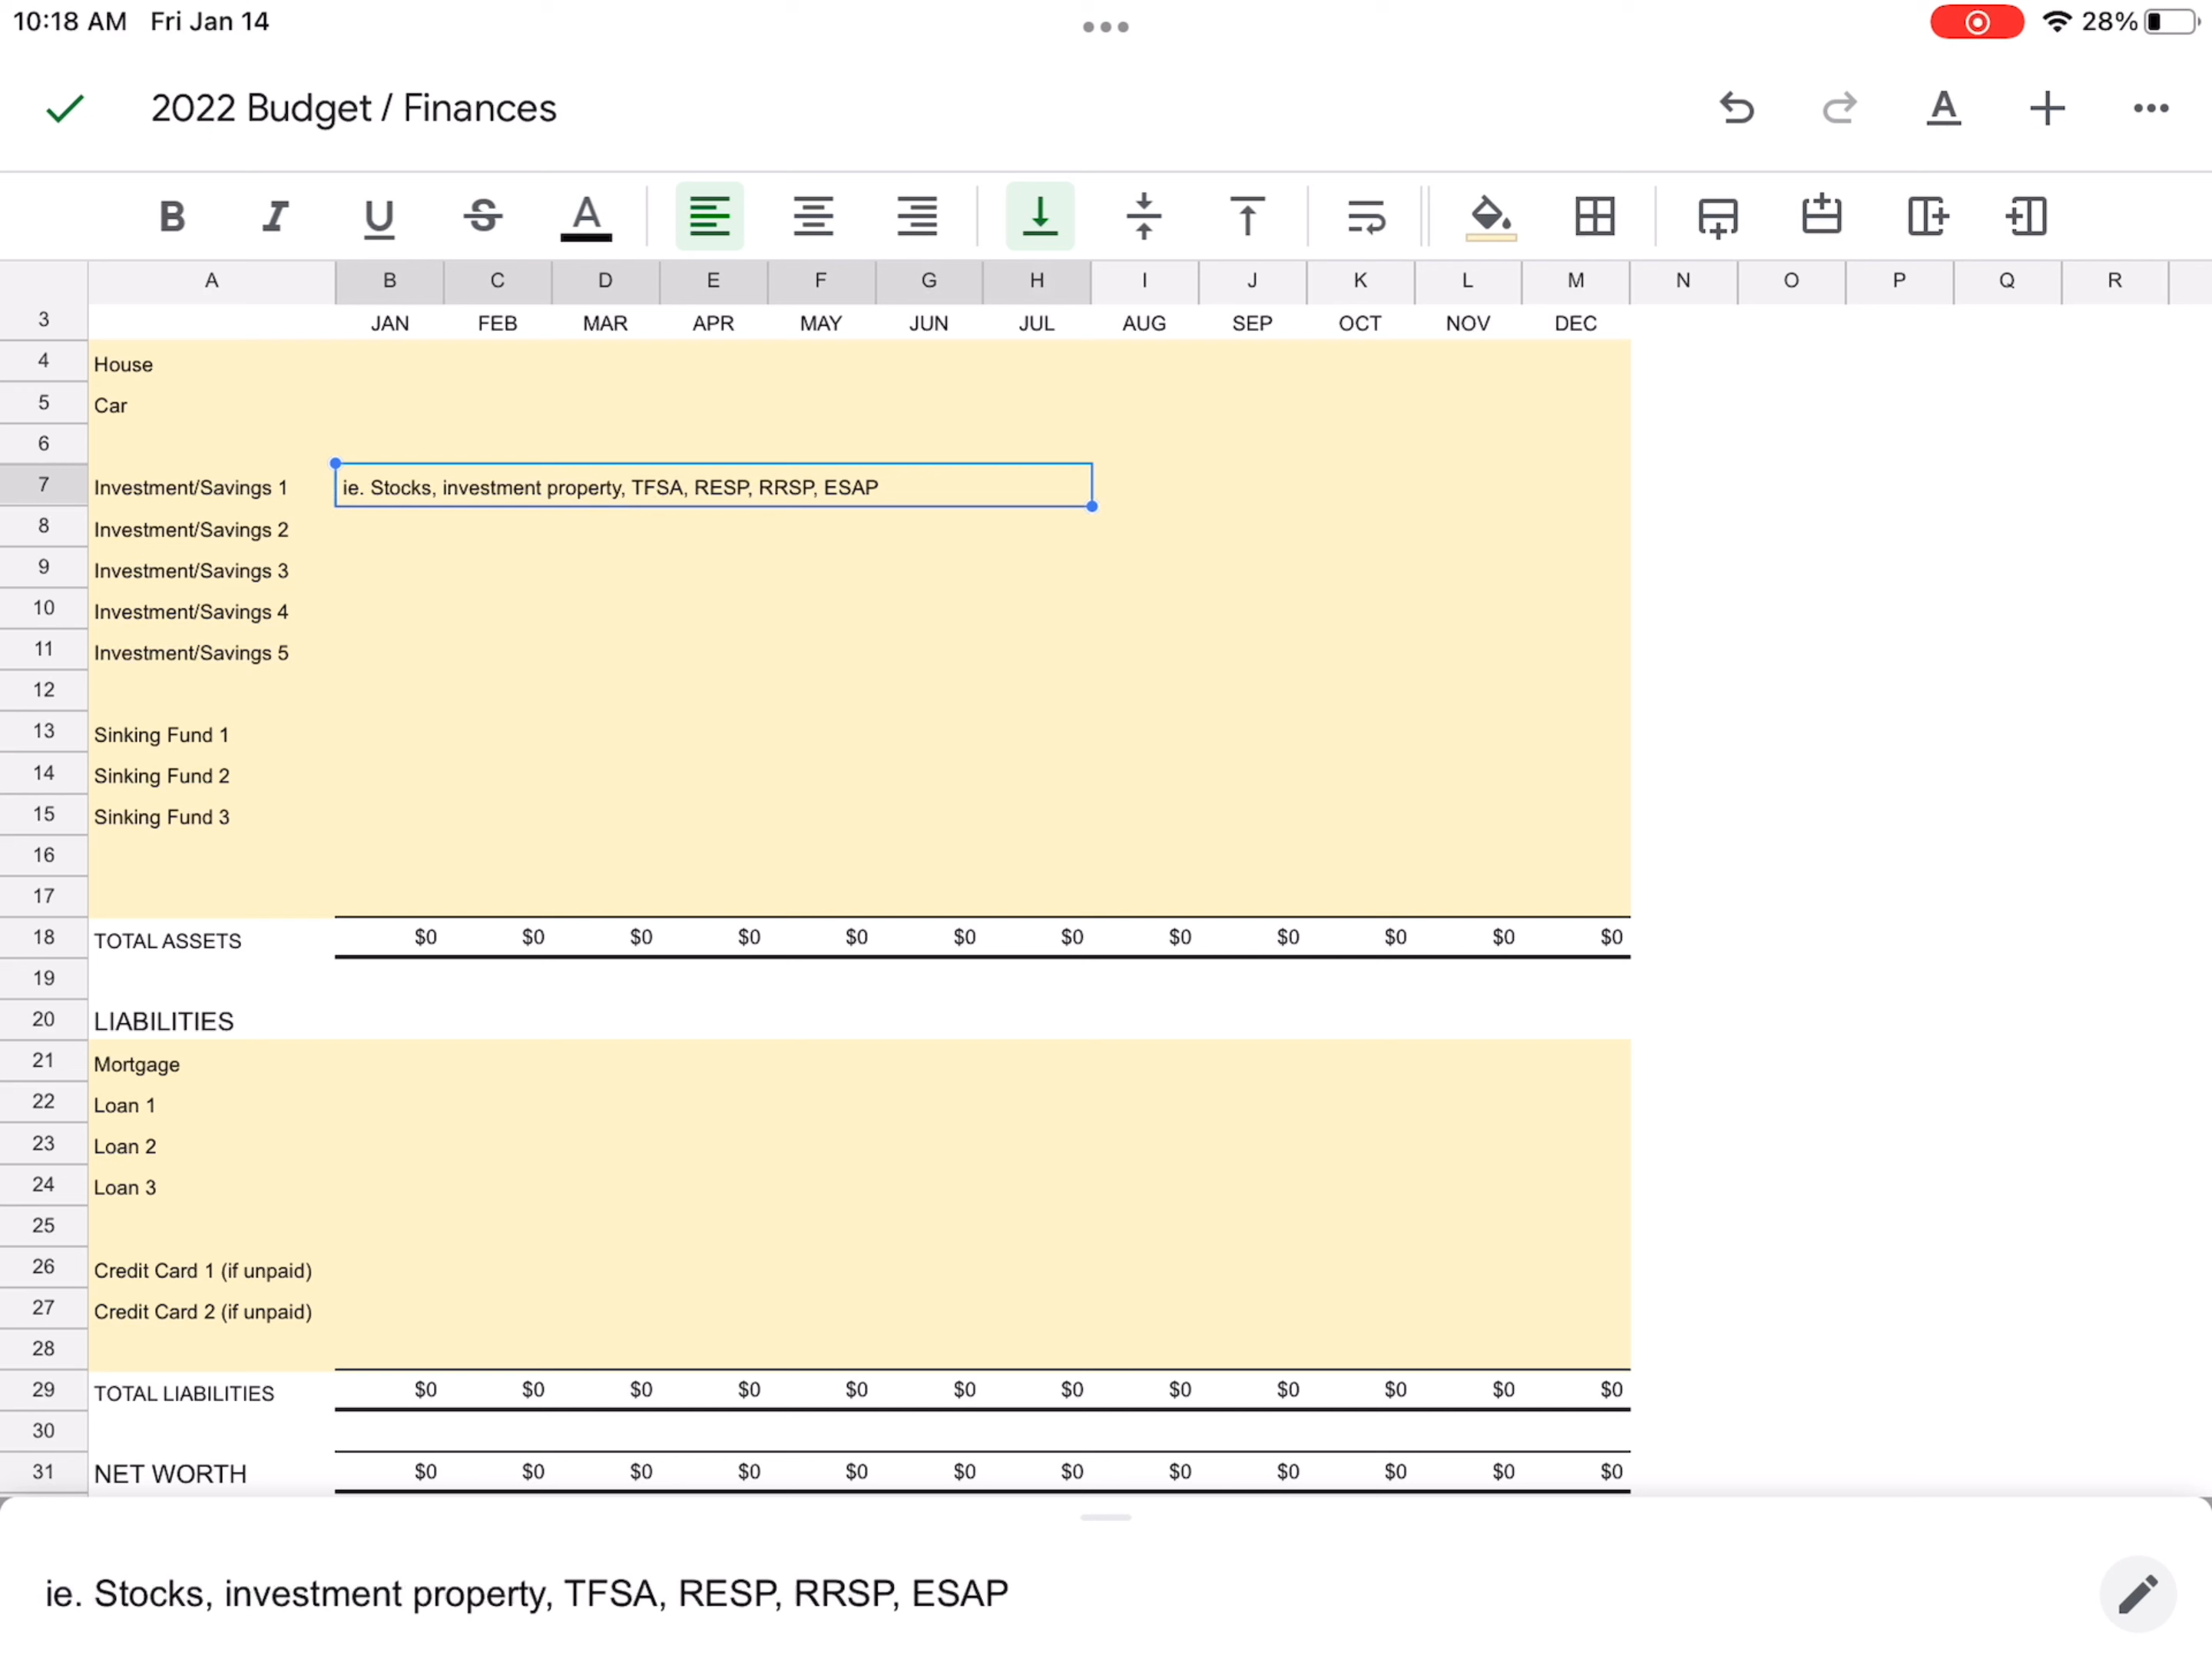 10:18 AM Fri Jan 14
28%
2022 Budget / Finances
A B C D E F G H I J K L M N O P Q R
3 JAN FEB MAR APR MAY JUN JUL AUG SEP OCT NOV DEC
4 House
5 Car
6
7 Investment/Savings 1 ie. Stocks, investment property, TFSA, RESP, RRSP, ESAP
8 Investment/Savings 2
9 Investment/Savings 3
10 Investment/Savings 4
11 Investment/Savings 5
12
13 Sinking Fund 1
14 Sinking Fund 2
15 Sinking Fund 3
16
17
18 TOTAL ASSETS $0 $0 $0 $0 $0 $0 $0 $0 $0 $0 $0 $0
19
20 LIABILITIES
21 Mortgage
22 Loan 1
23 Loan 2
24 Loan 3
25
26 Credit Card 1 (if unpaid)
27 Credit Card 2 (if unpaid)
28
29 TOTAL LIABILITIES $0 $0 $0 $0 $0 $0 $0 $0 $0 $0 $0 $0
30
31 NET WORTH $0 $0 $0 $0 $0 $0 $0 $0 $0 $0 $0 $0
ie. Stocks, investment property, TFSA, RESP, RRSP, ESAP